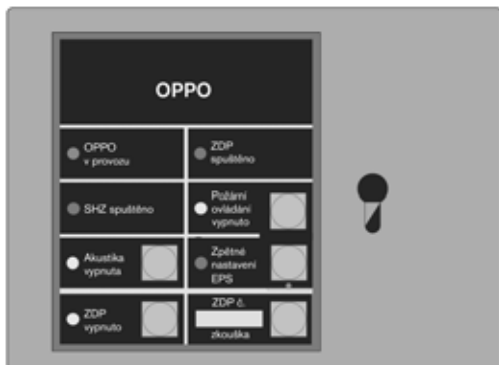 OPPO
OPPO
v provozu
ZDP
spuštěno
SHZ spuštěno
Požární
ovládání
vypnuto
Akustika
vypnuta
Zpětné
nastavení
EPS
ZDP
vypnuto
ZDP č.
zkouška